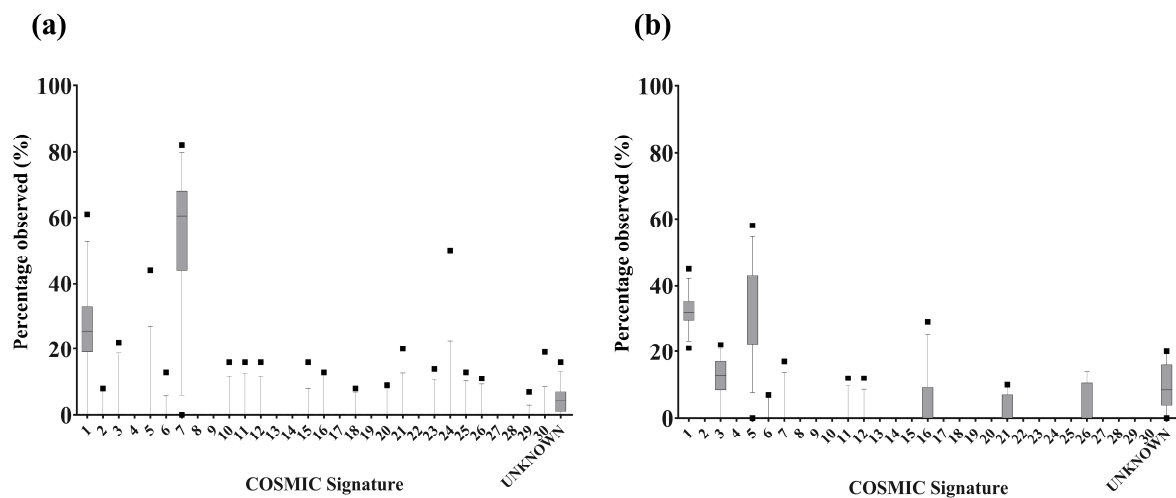 (a)
(b)
Percentage observed (%)
100
80
60
40
20
0
1 2 3 4 5 6 7 8 9 10 11 12 13 14 15 16 17 18 19 20 21 22 23 24 25 26 27 28 29 30 UNKNOWN
COSMIC Signature
Percentage observed (%)
100
80
60
40
20
0
1 2 3 4 5 6 7 8 9 10 11 12 13 14 15 16 17 18 19 20 21 22 23 24 25 26 27 28 29 30 UNKNOWN
COSMIC Signature